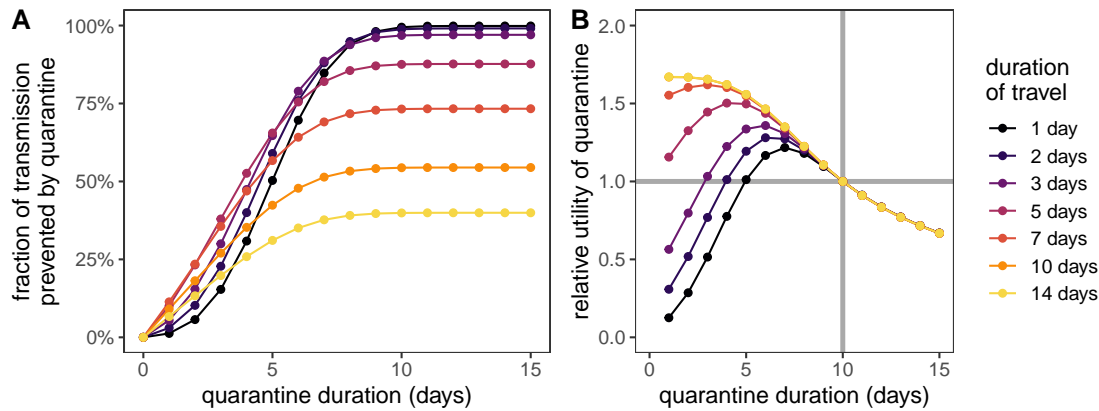 A
fraction of transmission
prevented by quarantine
100%
75%
50%
25%
0%
0
5
10
15
quarantine duration (days)
B
relative utility of quarantine
2.0
1.5
1.0
0.5
0.0
0
5
10
15
quarantine duration (days)
duration
of travel
1 day
2 days
3 days
5 days
7 days
10 days
14 days